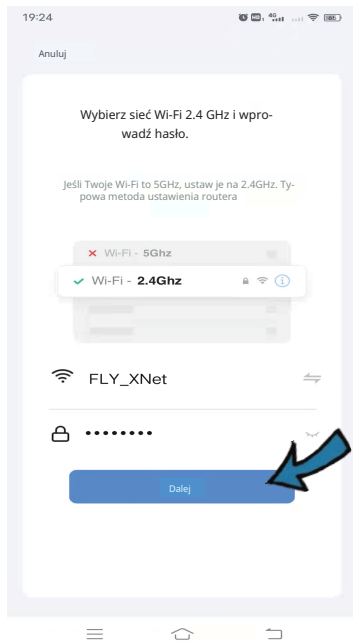 19:24
Anuluj
Wybierz sieć Wi-Fi 2.4 GHz i wpro-
wadź hasło.
Jeśli Twoje Wi-Fi to 5GHz, ustaw je na 2.4GHz. Ty-
powa metoda ustawienia routera
Wi-Fi - 5Ghz
Wi-Fi - 2.4Ghz
FLY_XNet
••••••••
Dalej